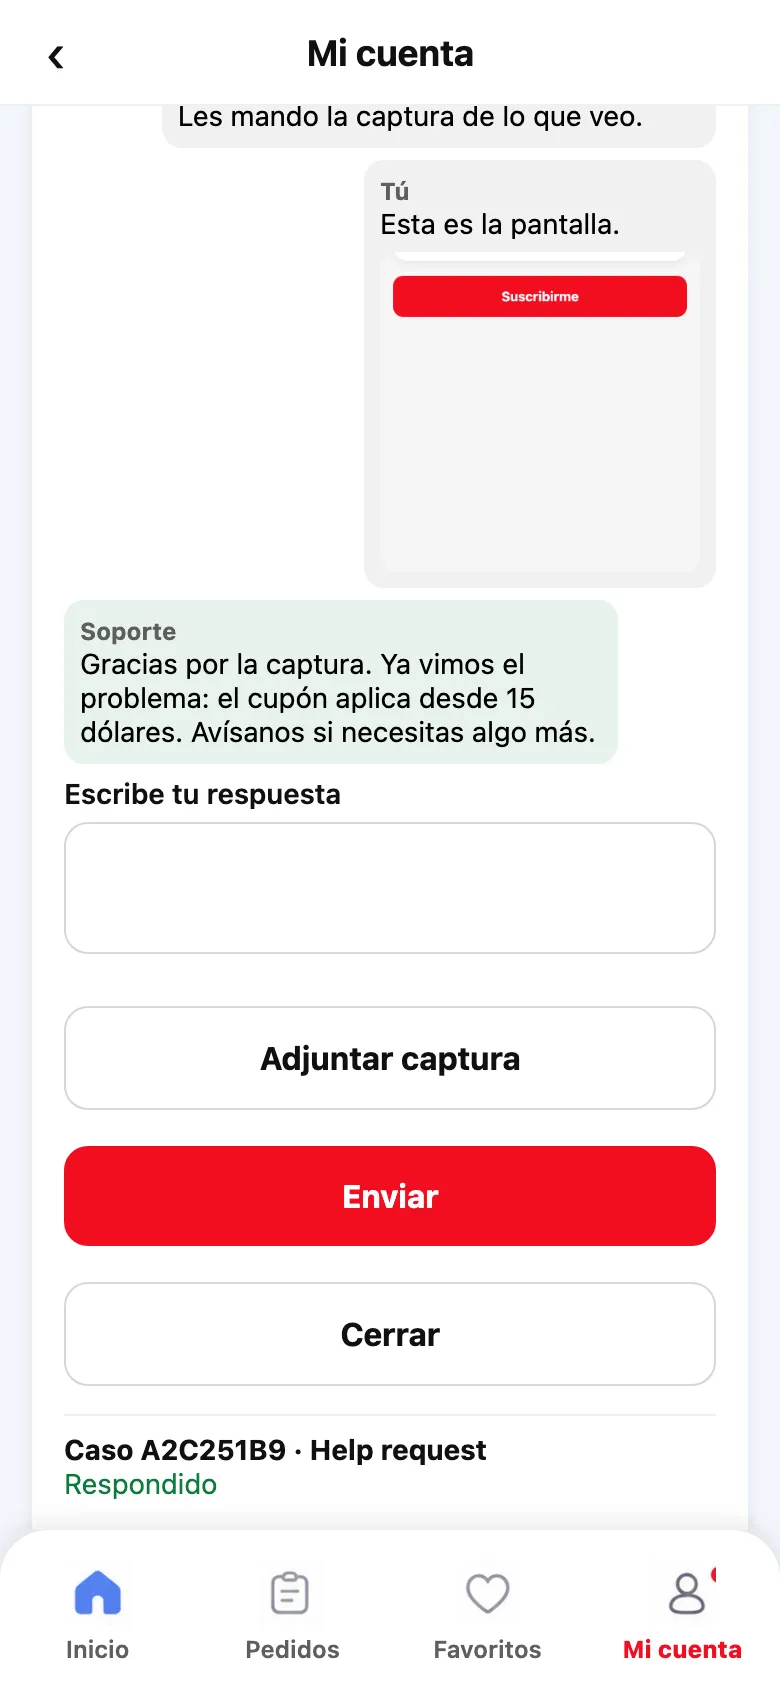 Mi cuenta
Les mando la captura de lo que veo.
Tú
Esta es la pantalla.
Suscribirme
Soporte
Gracias por la captura. Ya vimos el
problema: el cupón aplica desde 15
dólares. Avísanos si necesitas algo más.
Escribe tu respuesta
Adjuntar captura
Enviar
Cerrar
Caso A2C251B9 · Help request
Respondido
Inicio
Pedidos
Favoritos
Mi cuenta